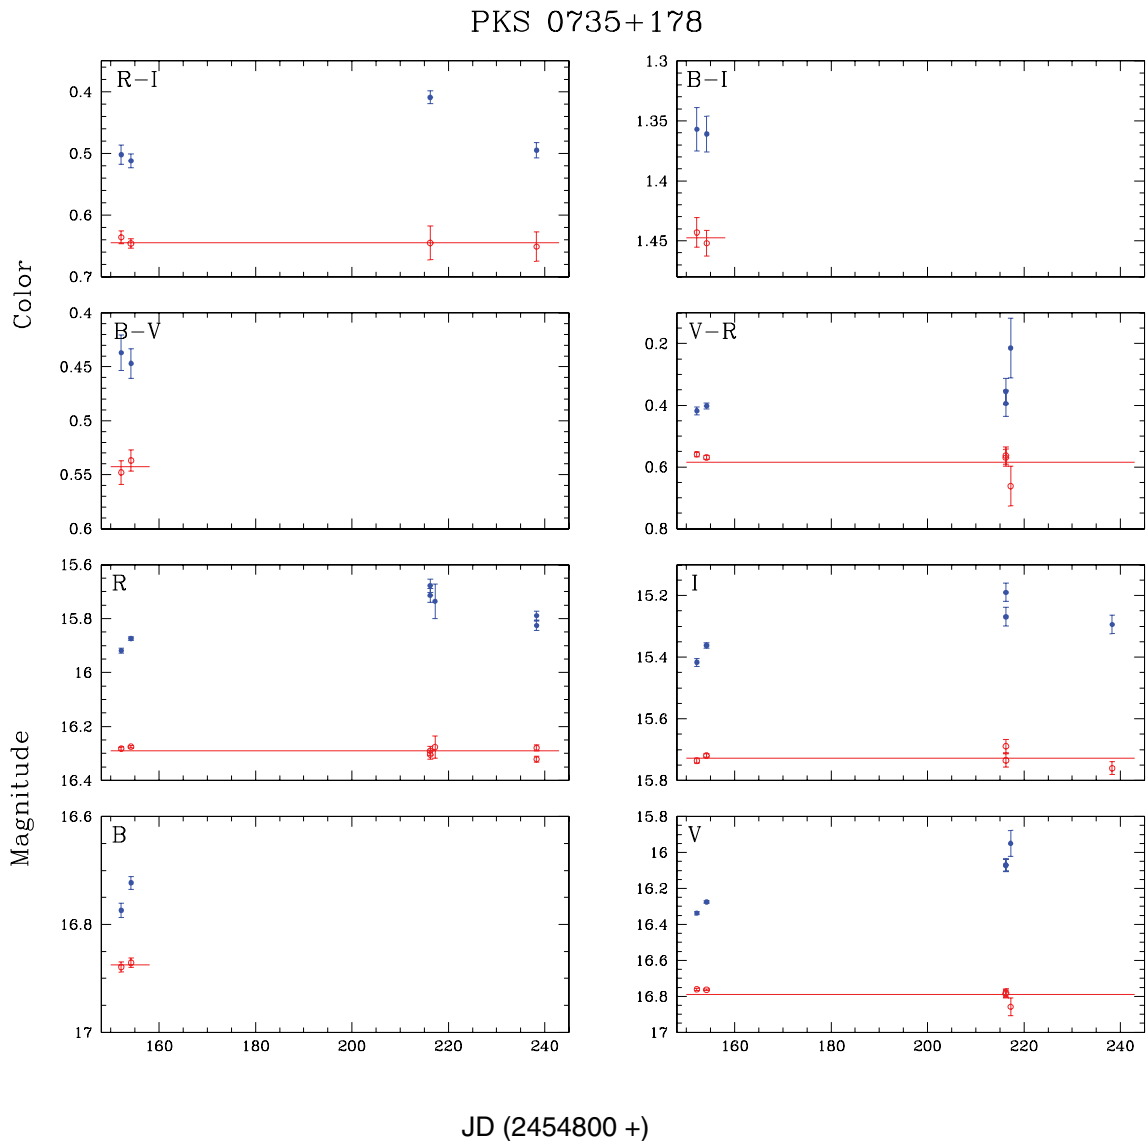 PKS 0735+178
Color
R−I
0.4
0.5
0.6
0.7
B−I
1.3
1.35
1.4
1.45
B−V
0.4
0.45
0.5
0.55
0.6
V−R
0.2
0.4
0.6
0.8
Magnitude
R
15.6
15.8
16
16.2
16.4
I
15.2
15.4
15.6
15.8
B
16.6
16.8
17
160 180 200 220 240
V
15.8
16
16.2
16.4
16.6
16.8
17
160 180 200 220 240
JD (2454800 +)